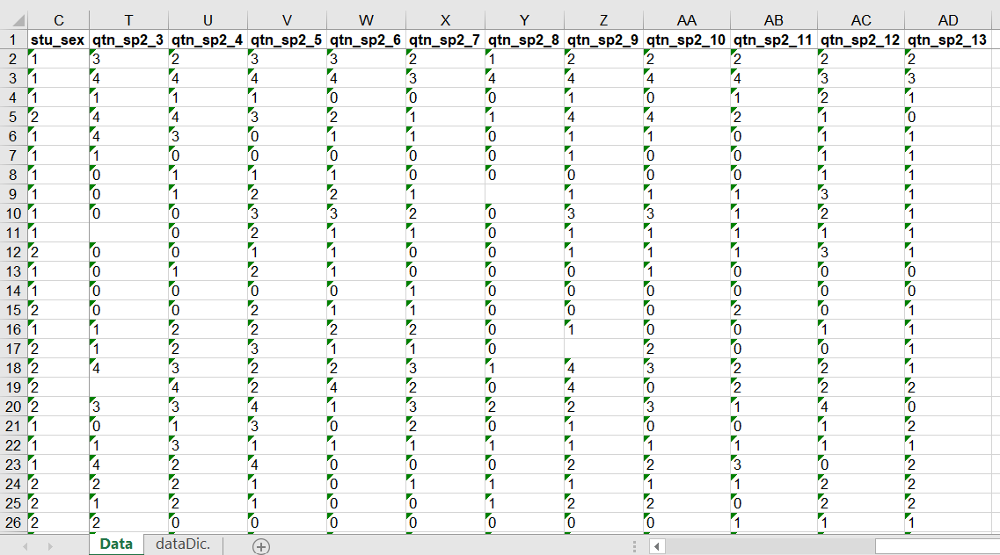 C T U V W X Y Z AA AB AC AD
1 stu_sex qtn_sp2_3 qtn_sp2_4 qtn_sp2_5 qtn_sp2_6 qtn_sp2_7 qtn_sp2_8 qtn_sp2_9 qtn_sp2_10 qtn_sp2_11 qtn_sp2_12 qtn_sp2_13
2 1 3 2 3 3 2 1 2 2 2 2 2
3 1 4 4 4 4 3 4 4 4 4 3 3
4 1 1 1 1 0 0 0 1 0 1 2 1
5 2 4 4 3 2 1 1 4 4 2 1 0
6 1 4 3 0 1 1 0 1 1 0 1 1
7 1 1 0 0 0 0 0 1 0 0 1 1
8 1 0 1 1 1 0 0 0 0 0 1 1
9 1 0 1 2 2 1 1 1 1 3 1
10 1 0 0 3 3 2 0 3 3 1 2 1
11 1 0 2 1 1 0 1 1 1 1 1
12 2 0 0 1 1 0 0 1 1 1 3 1
13 1 0 1 2 1 0 0 0 1 0 0 0
14 1 0 0 0 0 1 0 0 0 0 0 0
15 2 0 0 2 1 1 0 0 0 2 0 1
16 1 1 2 2 2 2 0 1 0 0 1 1
17 2 1 2 3 1 1 0 2 0 0 1
18 2 4 3 2 2 3 1 4 3 2 2 1
19 2 4 2 4 2 0 4 0 2 2 2
20 2 3 3 4 1 3 2 2 3 1 4 0
21 1 0 1 3 0 2 0 1 0 0 1 2
22 1 1 3 1 1 1 1 1 1 1 1 1
23 1 4 2 4 0 0 0 2 2 3 0 2
24 2 2 2 1 0 1 1 1 1 1 2 2
25 2 1 2 1 0 0 1 2 2 0 2 2
26 2 2 0 0 0 0 0 0 0 1 1 1
Data dataDic.